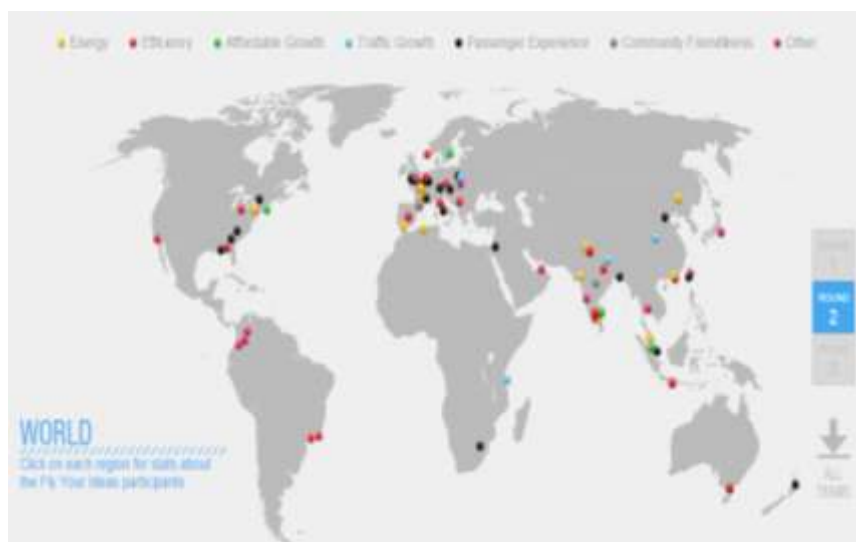 Energy Efficiency Affordable Growth Traffic Growth Passenger Experience Community Friendliness Other
ROUND
2
WORLD
Click on each region for stats about
the Fly Your Ideas participants
ALL
TEAMS